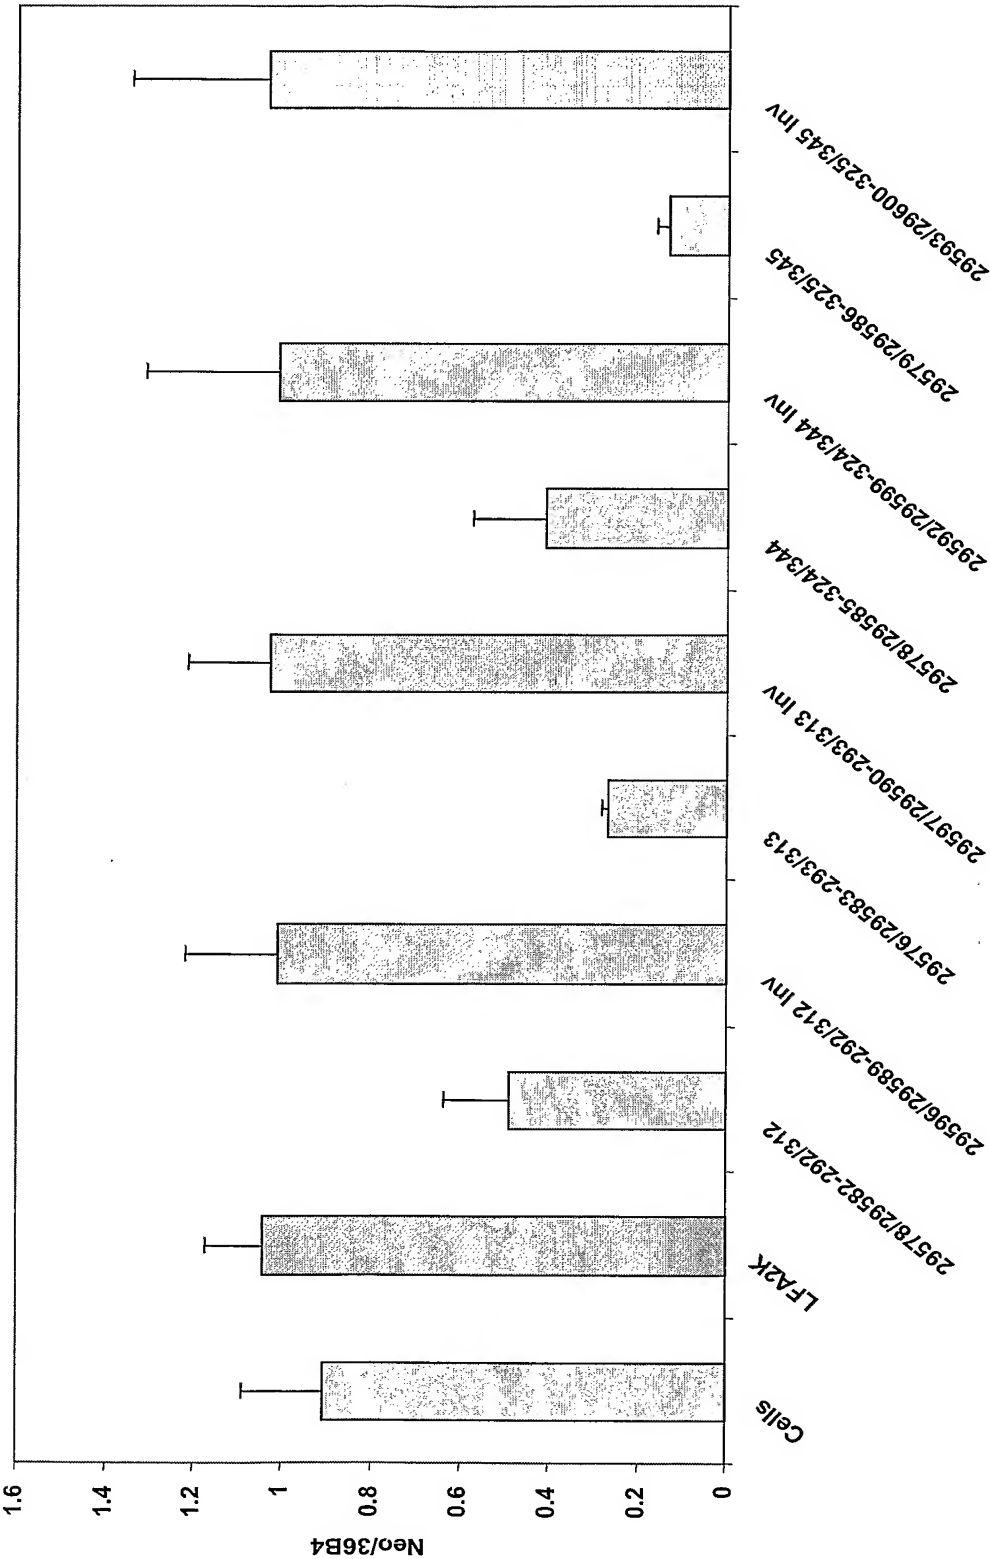 Neo/36B4
1.6
1.4
1.2
1
0.8
0.6
0.4
0.2
0
Cells
LFA2K
29578/29582-292/312
29596/29589-292/312 Inv
29576/29583-293/313
29597/29590-293/313 Inv
29578/29585-324/344
29592/29599-324/344 Inv
29579/29586-325/345
29593/29600-325/345 Inv